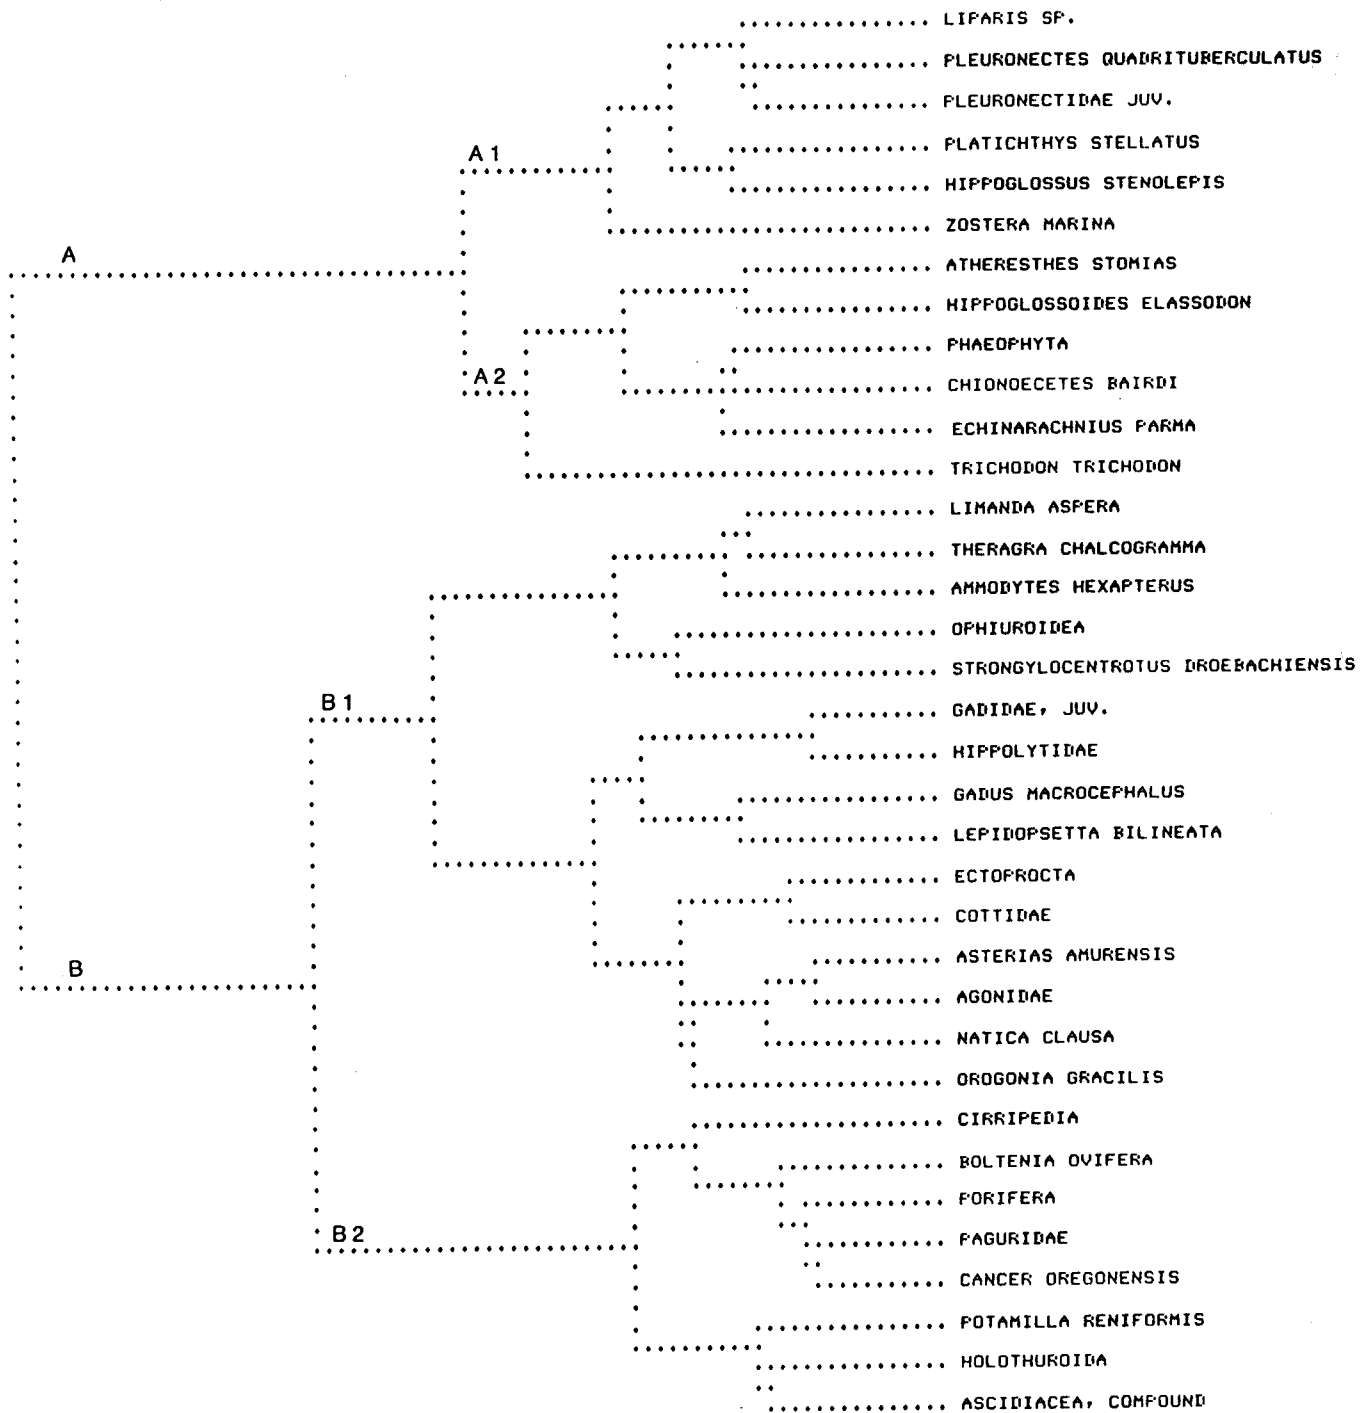 LIPARIS SP.
PLEURONECTES QUADRITUBERCULATUS
PLEURONECTIDAE JUV.
PLATICHTHYS STELLATUS
A1
HIPPOGLOSSUS STENOLEPIS
ZOSTERA MARINA
A
ATHERESTHES STOMIAS
HIPPOGLOSSOIDES ELASSODON
PHAEOPHYTA
A2
CHIONOECETES BAIRDI
ECHINARACHNIUS PARMA
TRICHODON TRICHODON
LIMANDA ASPERA
THERAGRA CHALCOGRAMMA
AMMODYTES HEXAPTERUS
OPHIUROIDEA
STRONGYLOCENTROTUS DROEBACHIENSIS
B1
GADIDAE, JUV.
HIPPOLYTIDAE
GADUS MACROCEPHALUS
LEPIDOPSETTA BILINEATA
ECTOPROCTA
COTTIDAE
ASTERIAS AMURENSIS
B
AGONIDAE
NATICA CLAUSA
OROGONIA GRACILIS
CIRRIPEDIA
BOLTENIA OVIFERA
PORIFERA
B2
PAGURIDAE
CANCER OREGONENSIS
POTAMILLA RENIFORMIS
HOLOTHUROIDA
ASCIDIACEA, COMPOUND